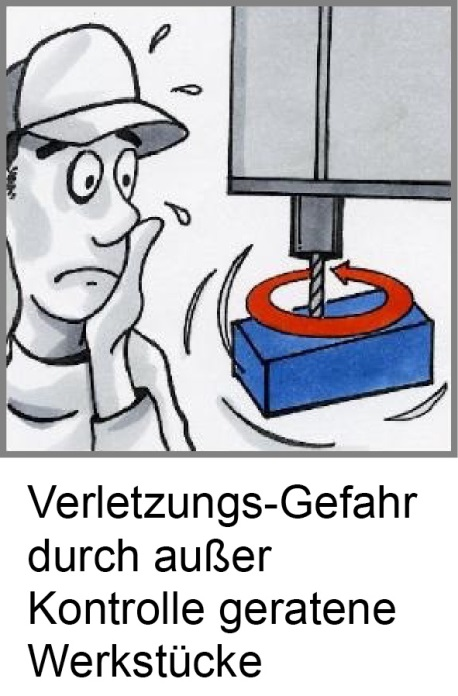 Verletzungs-Gefahr
durch außer
Kontrolle geratene
Werkstücke